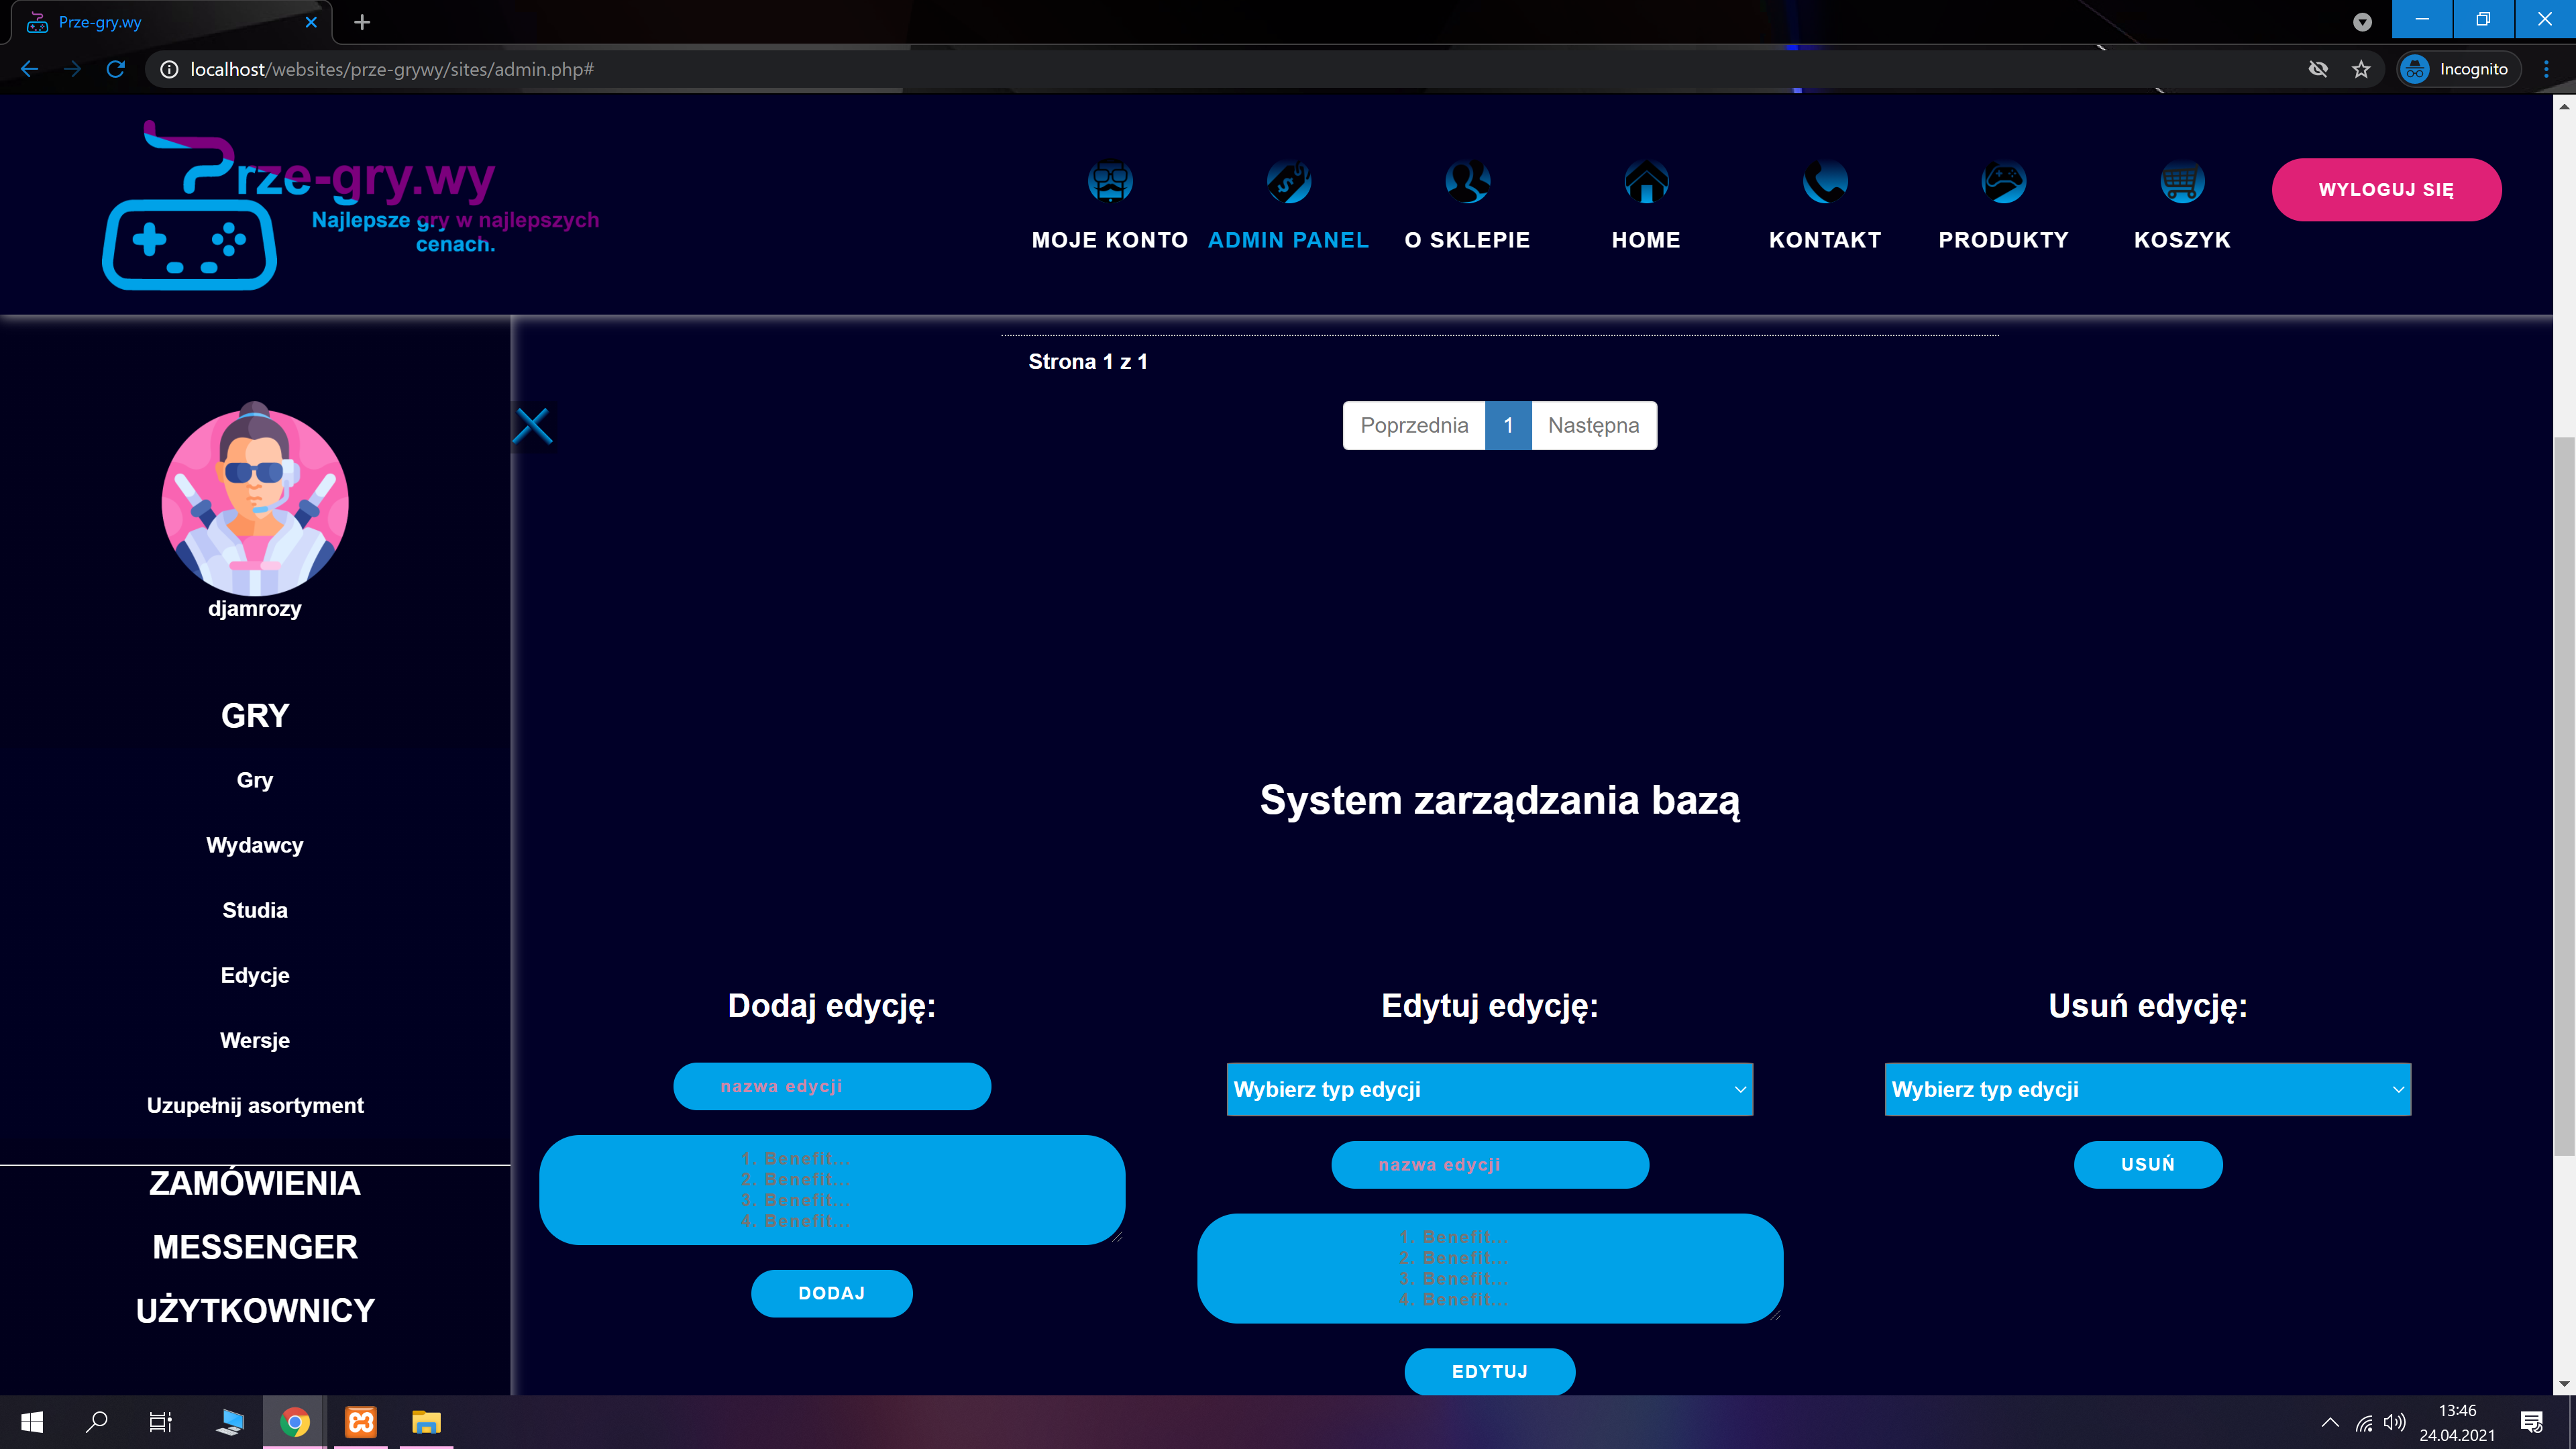 Prze-gry.wy
localhost/websites/prze-grywy/sites/admin.php#
Incognito
Prze-gry.wy
Najlepsze gry w najlepszych
cenach.
MOJE KONTO
ADMIN PANEL
O SKLEPIE
HOME
KONTAKT
PRODUKTY
KOSZYK
WYLOGUJ SIĘ
djamrozy
GRY
Gry
Wydawcy
Studia
Edycje
Wersje
Uzupełnij asortyment
ZAMÓWIENIA
MESSENGER
UŻYTKOWNICY
Strona 1 z 1
Poprzednia 1 Następna
System zarządzania bazą
Dodaj edycję:
nazwa edycji
1. Benefit...
2. Benefit...
3. Benefit...
4. Benefit...
DODAJ
Edytuj edycję:
Wybierz typ edycji
nazwa edycji
1. Benefit...
2. Benefit...
3. Benefit...
4. Benefit...
EDYTUJ
Usuń edycję:
Wybierz typ edycji
USUŃ
13:46
24.04.2021